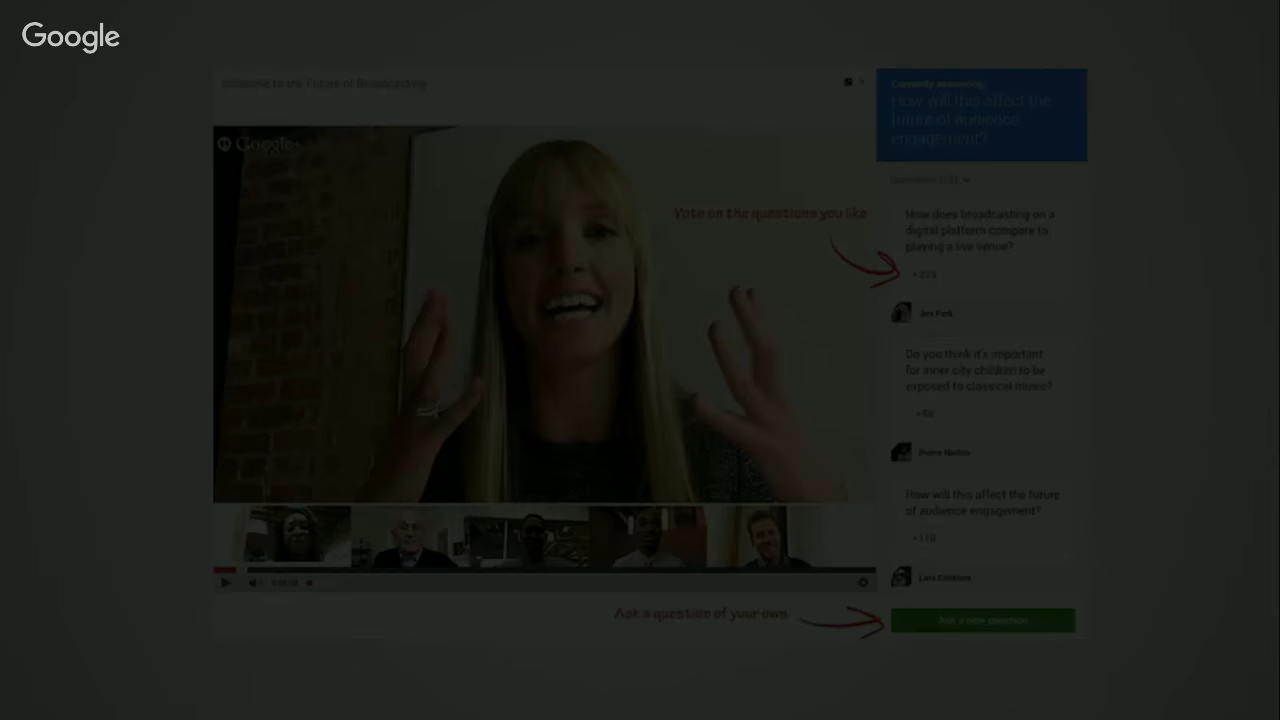 Google
Welcome to the Future of Broadcasting
Google+
Currently answering
How will this affect the
future of audience
engagement?
Vote on the questions you like
How does broadcasting on a
digital platform compare to
playing a live venue?
Jen Park
Do you think it's important
for inner city children to be
exposed to classical music?
How will this affect the future
of audience engagement?
+119
Ask a question of your own
Ask a new question